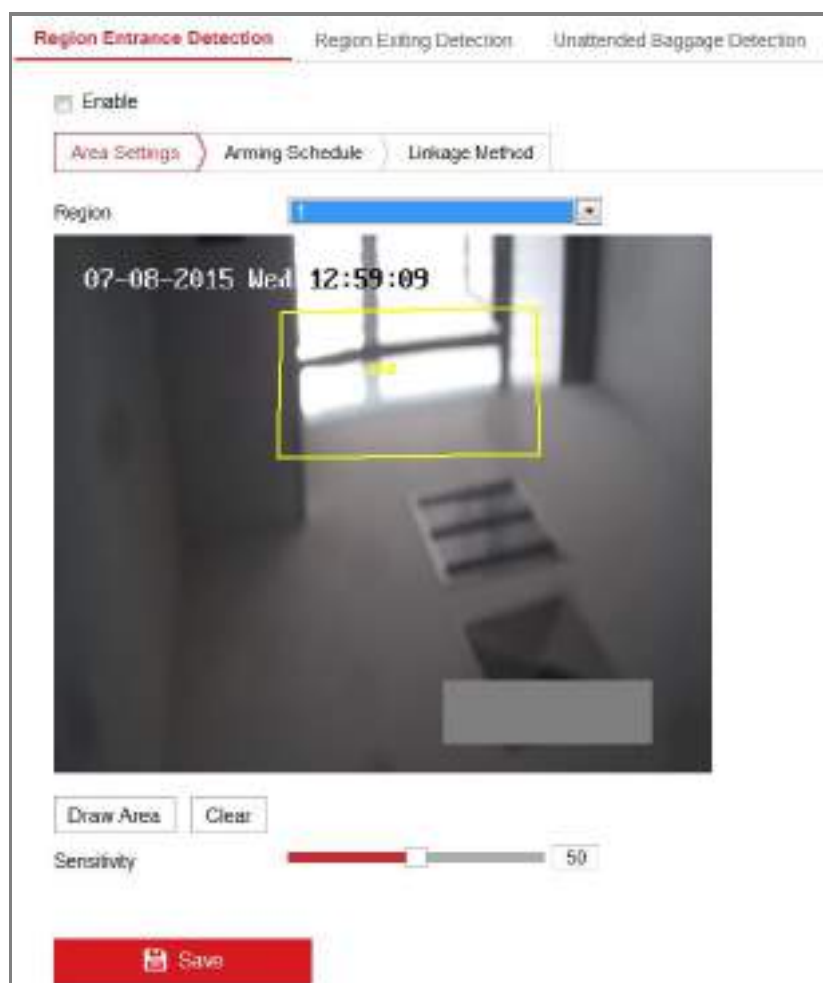 Region Entrance Detection Region Exiting Detection Unattended Baggage Detection
Enable
Area Settings Arming Schedule Linkage Method
Region 1
07-08-2015 Wed 12:59:09
Draw Area Clear
Sensitivity 50
Save